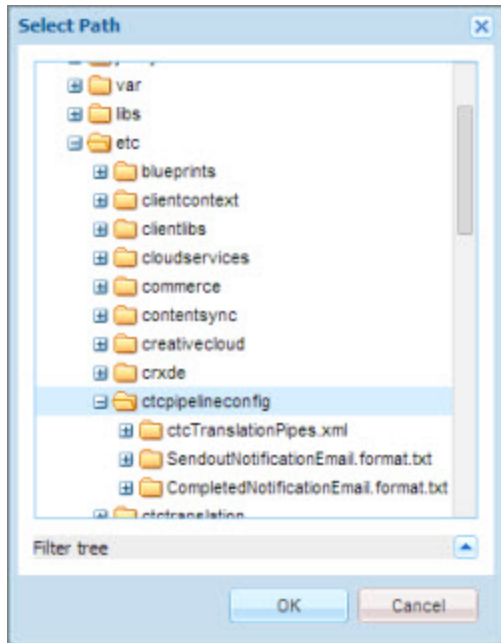 Select Path
var
libs
etc
blueprints
clientcontext
clientlibs
cloudservices
commerce
contentsync
creativecloud
crxde
ctcpipelineconfig
ctcTranslationPipes.xml
SendoutNotificationEmail.format.txt
CompletedNotificationEmail.format.txt
ctctranslation
Filter tree
OK
Cancel